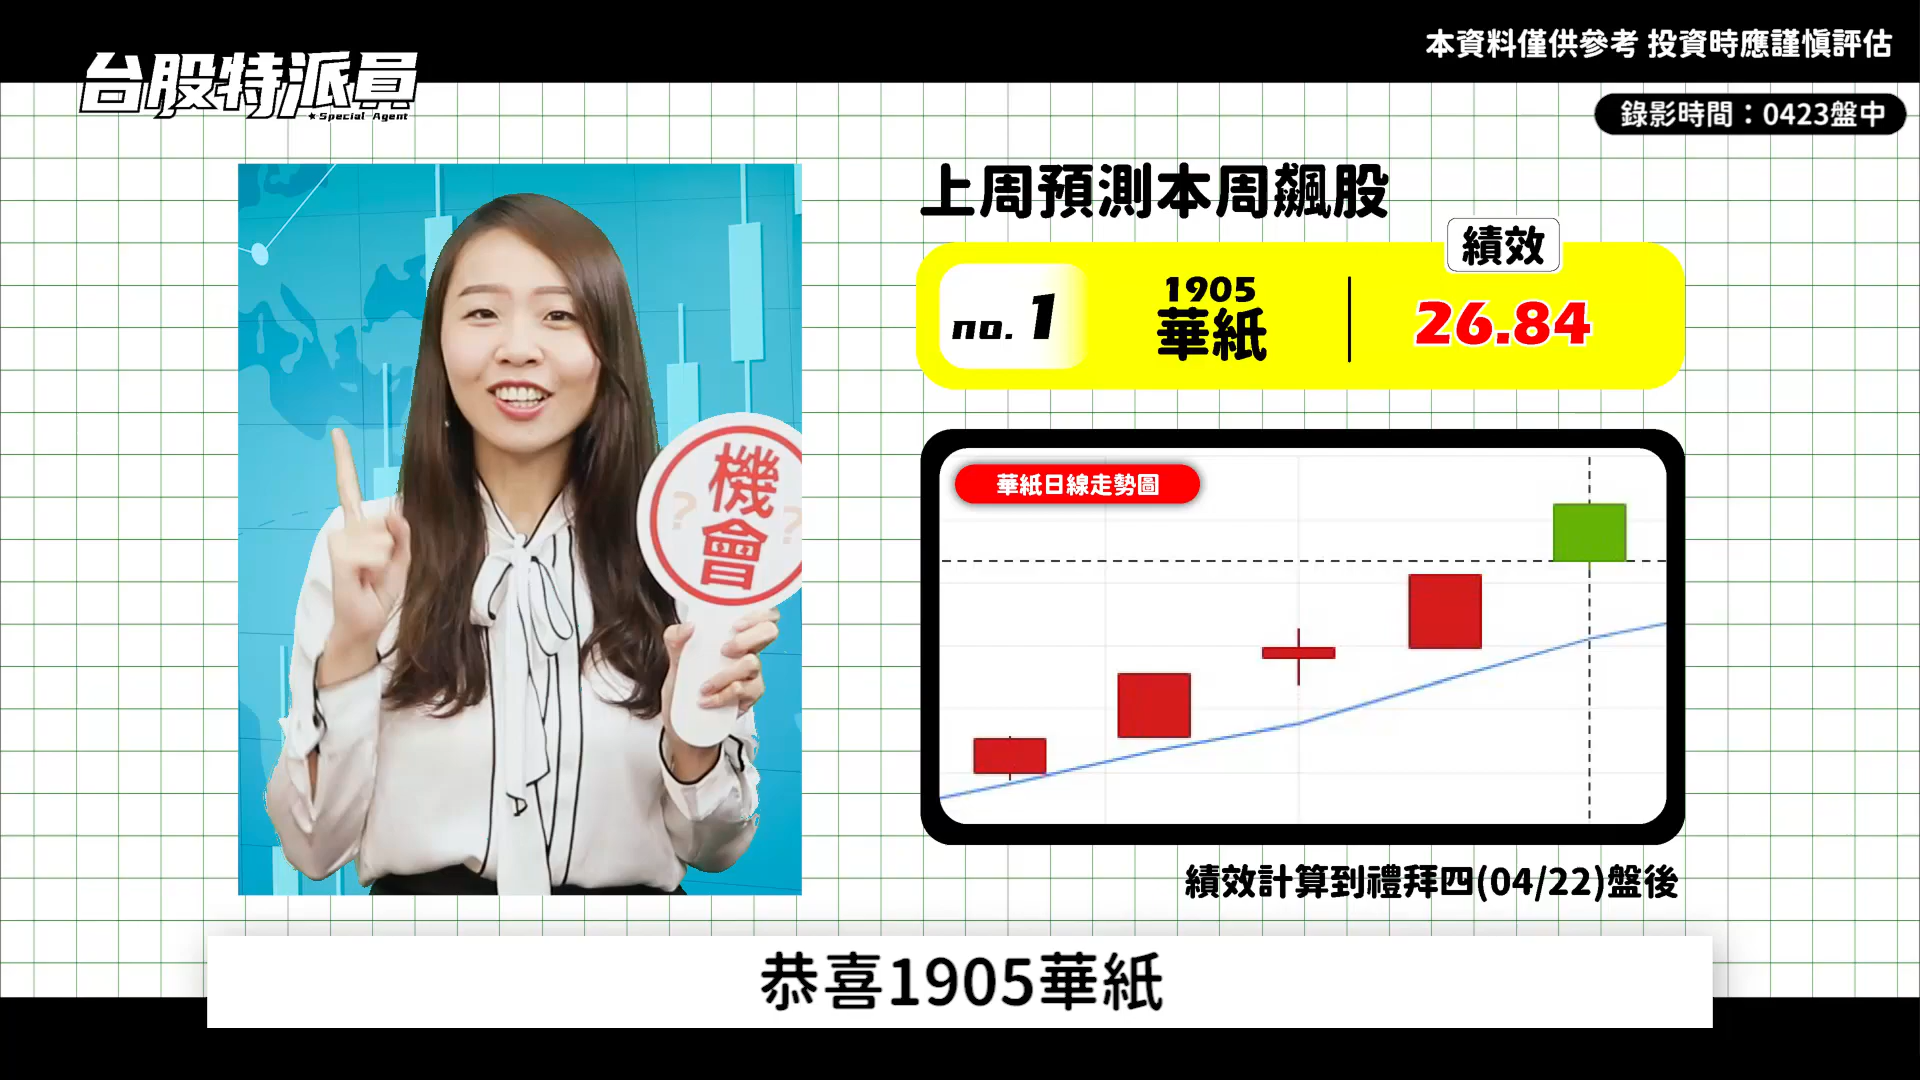 本資料僅供參考 投資時應謹慎評估
台股特派員
★Special Agent
錄影時間：0423盤中
上周預測本周飆股
績效
no. 1
1905
華紙
26.84
機會
? ?
華紙日線走勢圖
績效計算到禮拜四(04/22)盤後
恭喜1905華紙